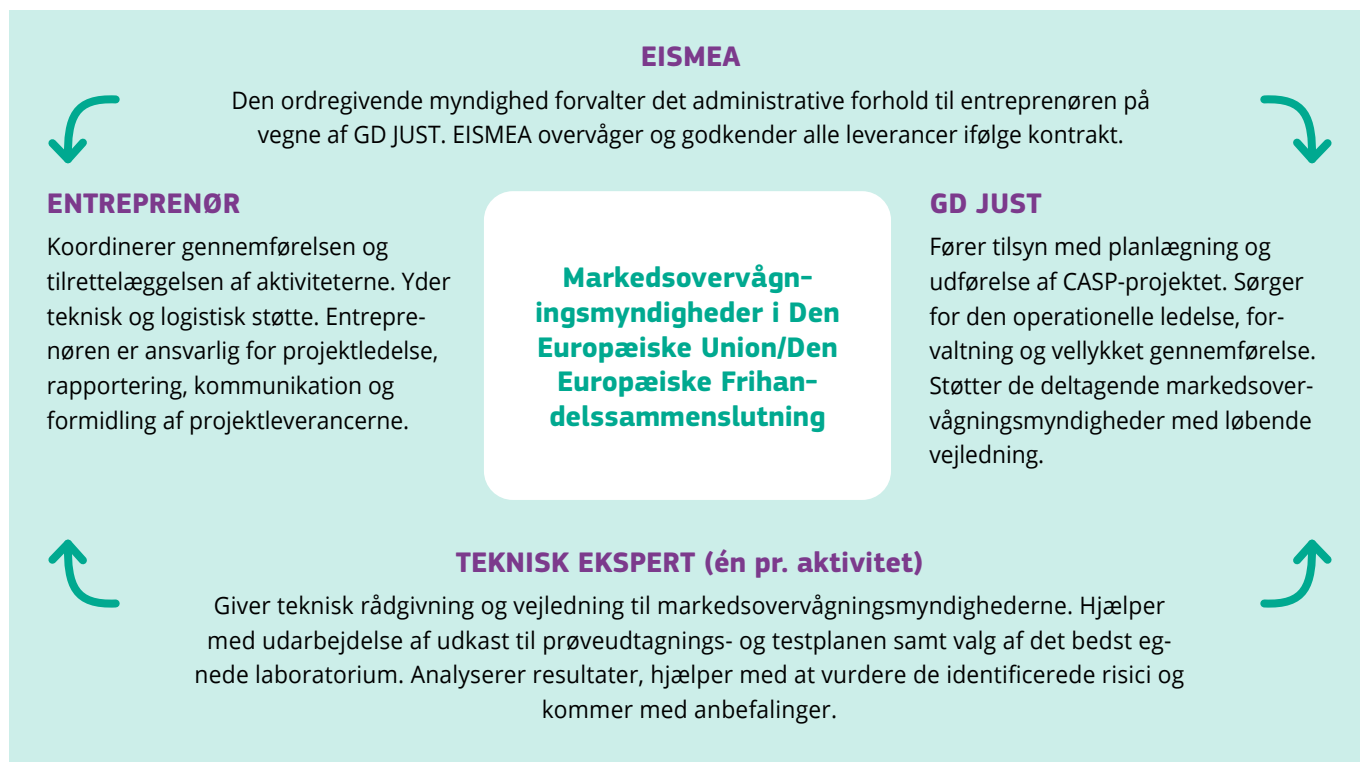 EISMEA
Den ordregivende myndighed forvalter det administrative forhold til entreprenøren på
vegne af GD JUST. EISMEA overvåger og godkender alle leverancer ifølge kontrakt.
ENTREPRENØR
Koordinerer gennemførelsen og
tilrettelæggelsen af aktiviteterne. Yder
teknisk og logistisk støtte. Entrepre-
nøren er ansvarlig for projektledelse,
rapportering, kommunikation og
formidling af projektleverancerne.
Markedsovervågn-
ingsmyndigheder i Den
Europæiske Union/Den
Europæiske Frihan-
delssammenslutning
GD JUST
Fører tilsyn med planlægning og
udførelse af CASP-projektet. Sørger
for den operationelle ledelse, for-
valtning og vellykket gennemførelse.
Støtter de deltagende markedsover-
vågningsmyndigheder med løbende
vejledning.
TEKNISK EKSPERT (én pr. aktivitet)
Giver teknisk rådgivning og vejledning til markedsovervågningsmyndighederne. Hjælper
med udarbejdelse af udkast til prøveudtagnings- og testplanen samt valg af det bedst eg-
nede laboratorium. Analyserer resultater, hjælper med at vurdere de identificerede risici og
kommer med anbefalinger.